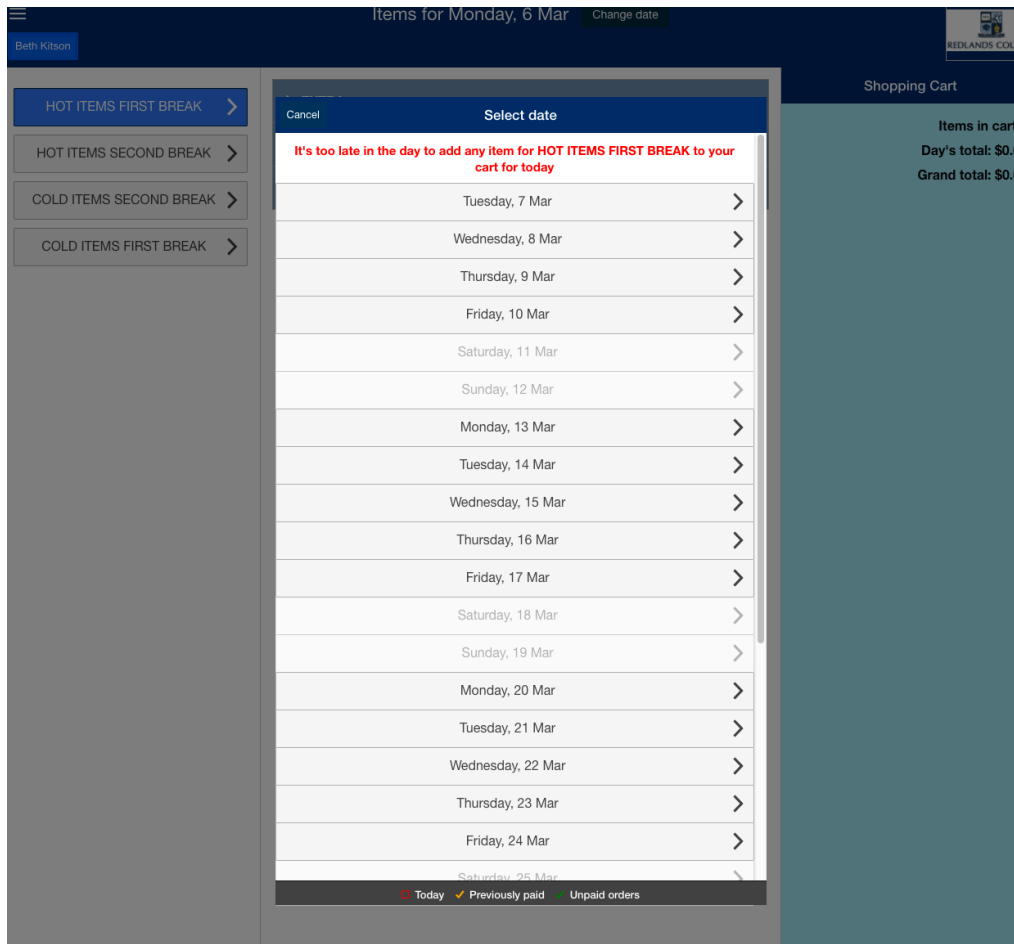 Items for Monday, 6 Mar
Change date
Beth Kitson
REDLANDS COL
HOT ITEMS FIRST BREAK
HOT ITEMS SECOND BREAK
COLD ITEMS SECOND BREAK
COLD ITEMS FIRST BREAK
Cancel
Select date
It's too late in the day to add any item for HOT ITEMS FIRST BREAK to your
cart for today
Tuesday, 7 Mar
Wednesday, 8 Mar
Thursday, 9 Mar
Friday, 10 Mar
Saturday, 11 Mar
Sunday, 12 Mar
Monday, 13 Mar
Tuesday, 14 Mar
Wednesday, 15 Mar
Thursday, 16 Mar
Friday, 17 Mar
Saturday, 18 Mar
Sunday, 19 Mar
Monday, 20 Mar
Tuesday, 21 Mar
Wednesday, 22 Mar
Thursday, 23 Mar
Friday, 24 Mar
Saturday, 25 Mar
Today
Previously paid
Unpaid orders
Shopping Cart
Items in cart
Day's total: $0.
Grand total: $0.